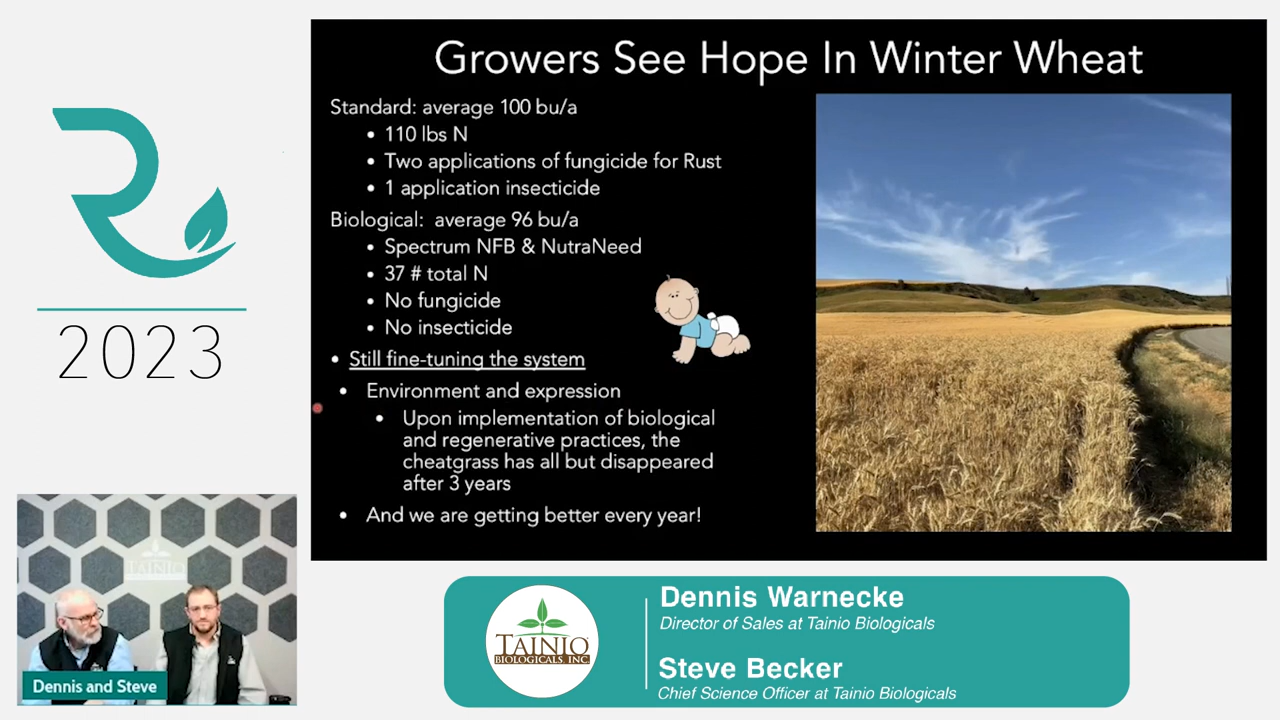 Growers See Hope In Winter Wheat
Standard: average 100 bu/a
• 110 lbs N
• Two applications of fungicide for Rust
• 1 application insecticide
Biological: average 96 bu/a
• Spectrum NFB & NutraNeed
• 37 # total N
• No fungicide
• No insecticide
• Still fine-tuning the system
• Environment and expression
• Upon implementation of biological
and regenerative practices, the
cheatgrass has all but disappeared
after 3 years
• And we are getting better every year!
2023
TAINIO
Dennis and Steve
TAINIO
BIOLOGICALS, INC
Dennis Warnecke
Director of Sales at Tainio Biologicals
Steve Becker
Chief Science Officer at Tainio Biologicals